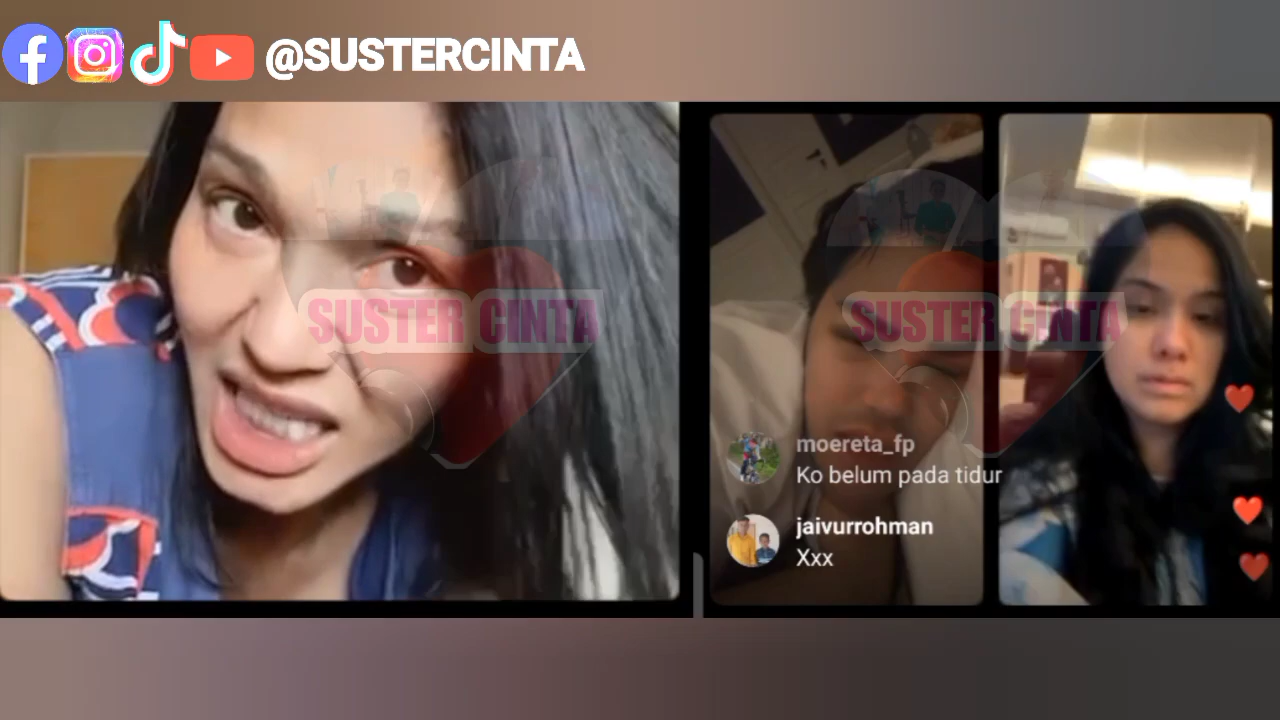 @SUSTERCINTA
SUSTER CINTA
SUSTER CINTA
moereta_fp
Ko belum pada tidur
jaivurrohman
Xxx